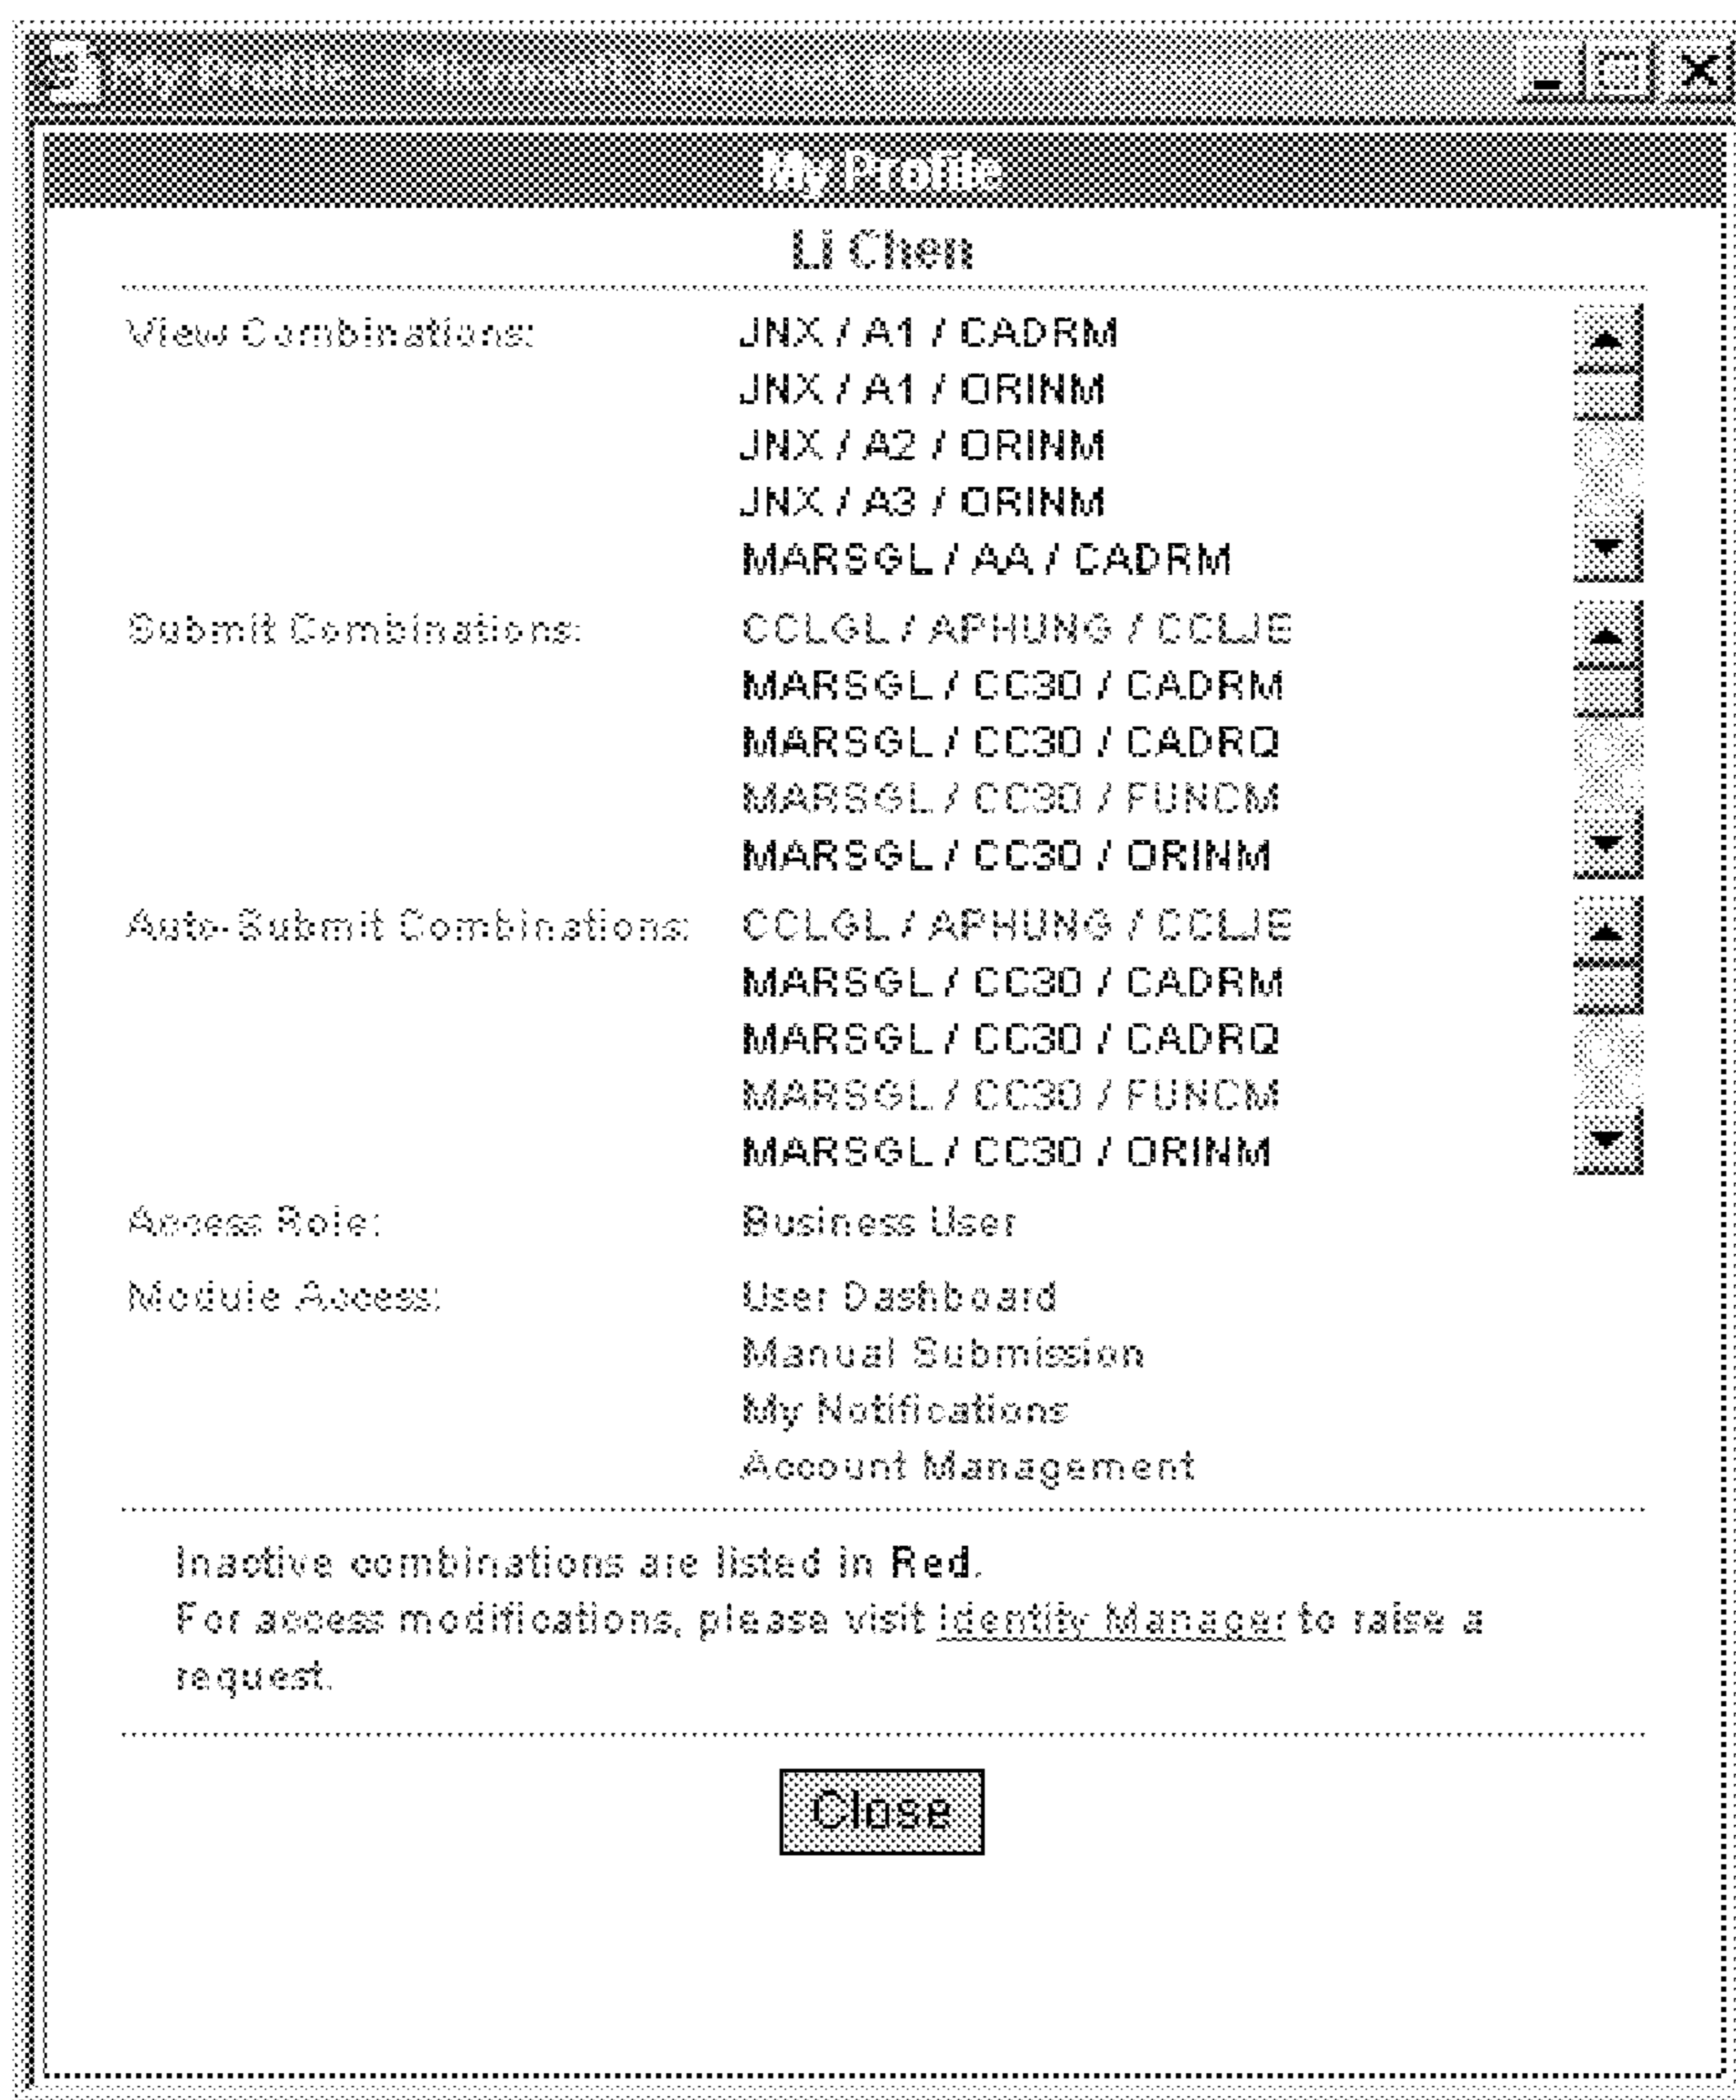 My Profile
My Profile
Li Chen
View Combinations: JNX / A1 / CADRM
JNX / A1 / ORINM
JNX / A2 / ORINM
JNX / A3 / ORINM
MARSGL / AA / CADRM
Submit Combinations: CCLGL / APHUNG / CCLJE
MARSGL / CC30 / CADRM
MARSGL / CC30 / CADRQ
MARSGL / CC30 / FUNCM
MARSGL / CC30 / ORINM
Auto-Submit Combinations: CCLGL / APHUNG / CCLJE
MARSGL / CC30 / CADRM
MARSGL / CC30 / CADRQ
MARSGL / CC30 / FUNCM
MARSGL / CC30 / ORINM
Access Role: Business User
Module Access: User Dashboard
Manual Submission
My Notifications
Account Management
Inactive combinations are listed in Red.
For access modifications, please visit Identity Manager to raise a
request.
Close